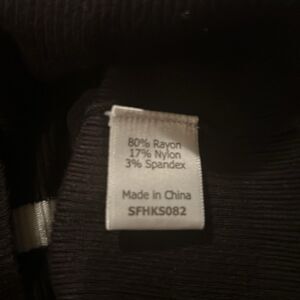 80% Rayon
17% Nylon
3% Spandex
Made in China
SFHKS082